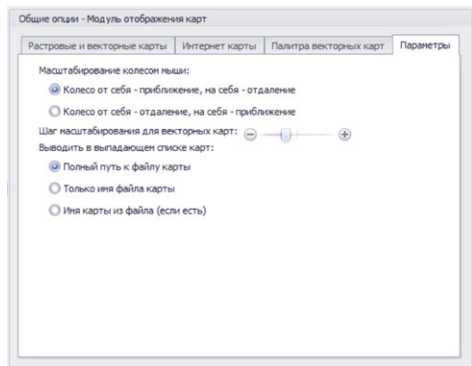 Общие опции - Модуль отображения карт
Растровые и векторные карты Интернет карты Палитра векторных карт Параметры
Масштабирование колесом мыши:
Колесо от себя - приближение, на себя - отдаление
Колесо от себя - отдаление, на себя - приближение
Шаг масштабирования для векторных карт:
Выводить в выпадающем списке карт:
Полный путь к файлу карты
Только имя файла карты
Имя карты из файла (если есть)